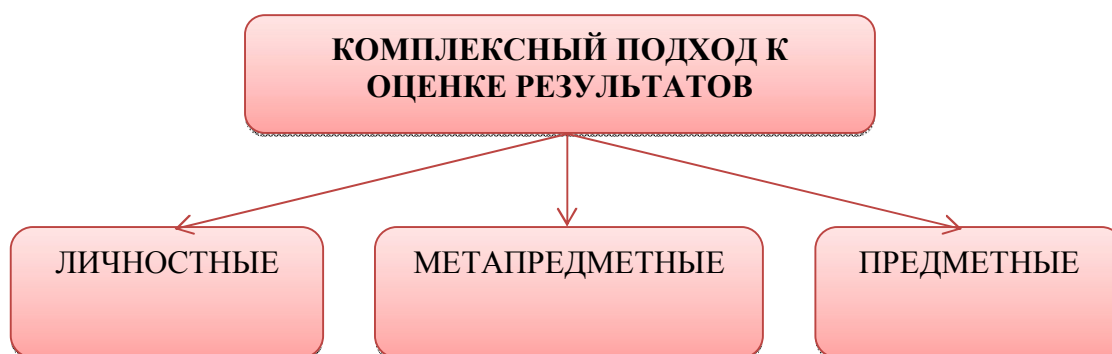 КОМПЛЕКСНЫЙ ПОДХОД К
ОЦЕНКЕ РЕЗУЛЬТАТОВ
ЛИЧНОСТНЫЕ
МЕТАПРЕДМЕТНЫЕ
ПРЕДМЕТНЫЕ